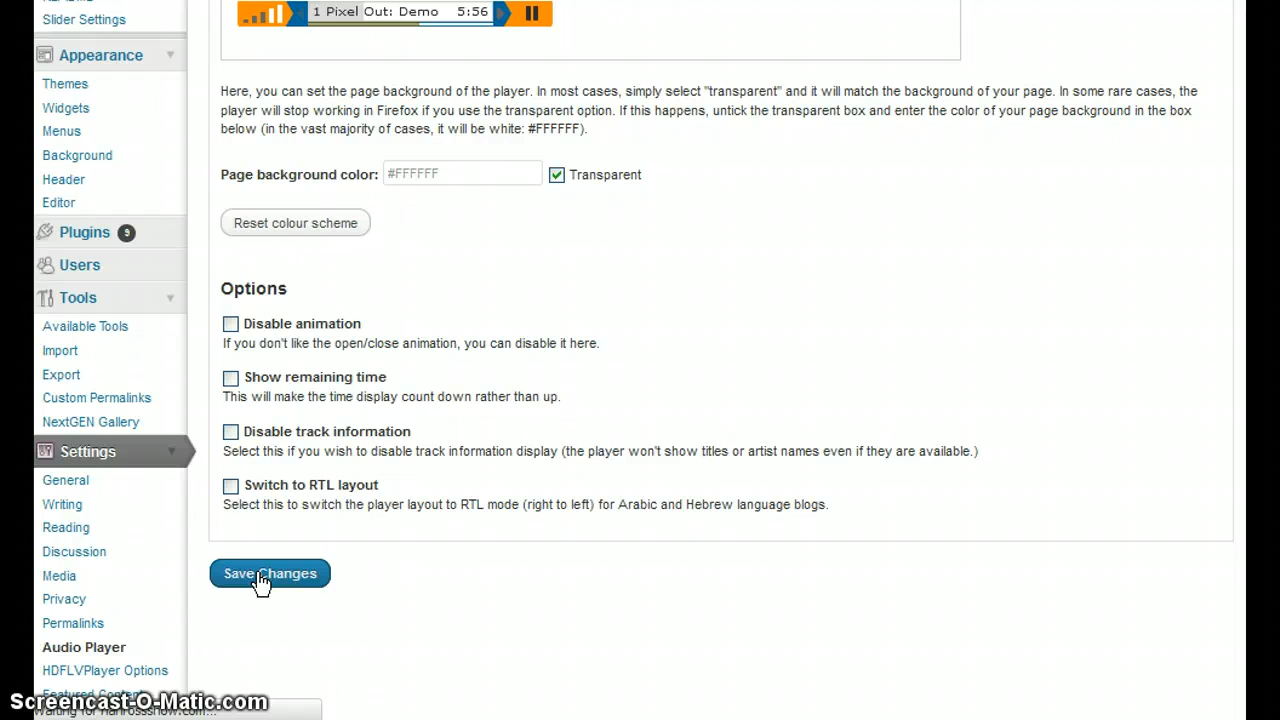 Slider Settings
Appearance
Themes
Widgets
Menus
Background
Header
Editor
Plugins 9
Users
Tools
Available Tools
Import
Export
Custom Permalinks
NextGEN Gallery
Settings
General
Writing
Reading
Discussion
Media
Privacy
Permalinks
Audio Player
HDFLVPlayer Options
Featured Content
1 Pixel Out: Demo 5:56
Here, you can set the page background of the player. In most cases, simply select "transparent" and it will match the background of your page. In some rare cases, the
player will stop working in Firefox if you use the transparent option. If this happens, untick the transparent box and enter the color of your page background in the box
below (in the vast majority of cases, it will be white: #FFFFFF).
Page background color: #FFFFFF Transparent
Reset colour scheme
Options
Disable animation
If you don't like the open/close animation, you can disable it here.
Show remaining time
This will make the time display count down rather than up.
Disable track information
Select this if you wish to disable track information display (the player won't show titles or artist names even if they are available.)
Switch to RTL layout
Select this to switch the player layout to RTL mode (right to left) for Arabic and Hebrew language blogs.
Save Changes
Screencast-O-Matic.com
Waiting for